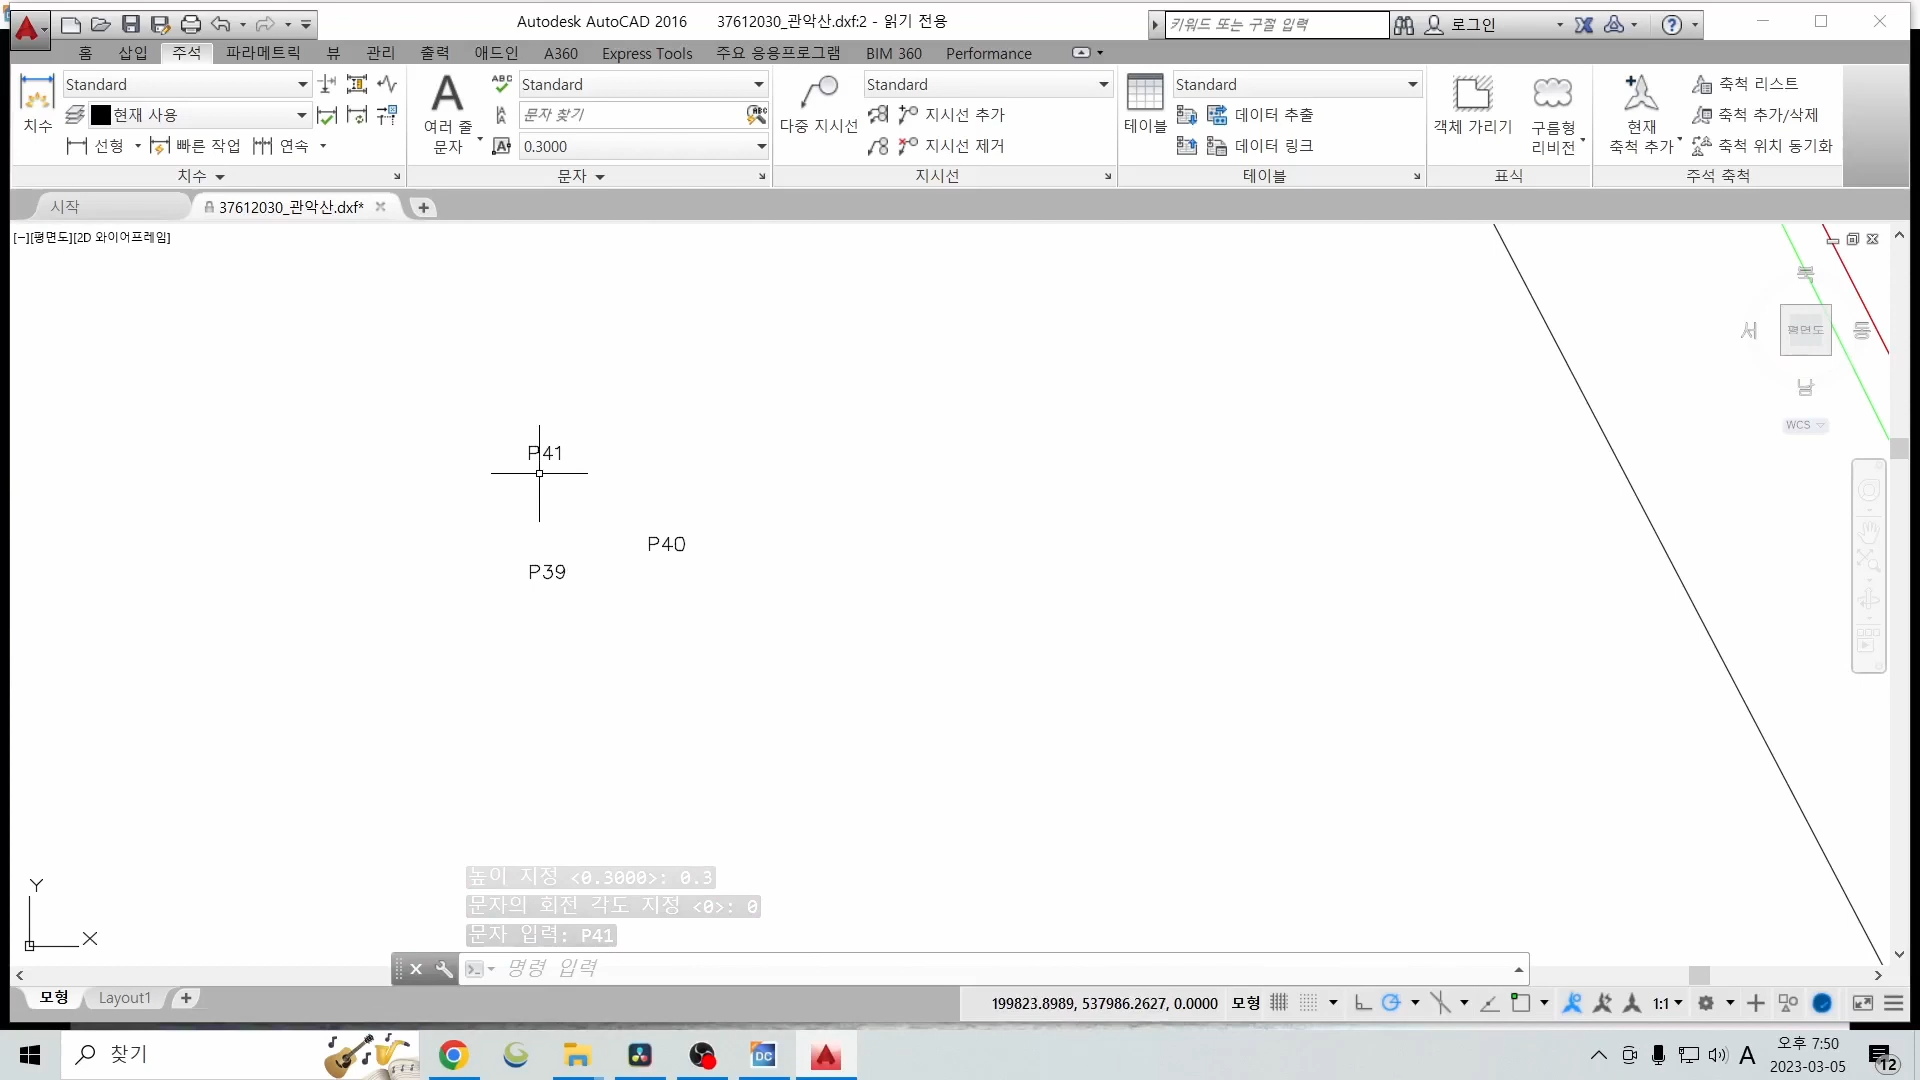 Autodesk AutoCAD 2016 37612030_관악산.dxf:2 - 읽기 전용
키워드 또는 구절 입력
로그인
홈 삽입 주석 파라메트릭 뷰 관리 출력 애드인 A360 Express Tools 주요 응용프로그램 BIM 360 Performance
Standard
현재 사용
치수
선형 빠른 작업 연속
치수
여러 줄
문자
ABC
Standard
문자 찾기
0.3000
문자
다중 지시선
Standard
지시선 추가
지시선 제거
지시선
테이블
Standard
데이터 추출
데이터 링크
테이블
객체 가리기
구름형
리비전
표식
현재
축척 추가
축척 리스트
축척 추가/삭제
축척 위치 동기화
주석 축척
시작
37612030_관악산.dxf*
[−][평면도][2D 와이어프레임]
북
서 평면도 동
남
WCS
P41
P40
P39
Y
X
높이 지정 <0.3000>: 0.3
문자의 회전 각도 지정 <0>: 0
문자 입력: P41
명령 입력
모형 Layout1
199823.8989, 537986.2627, 0.0000 모형
1:1
찾기
DC
A
오후 7:50
2023-03-05
12